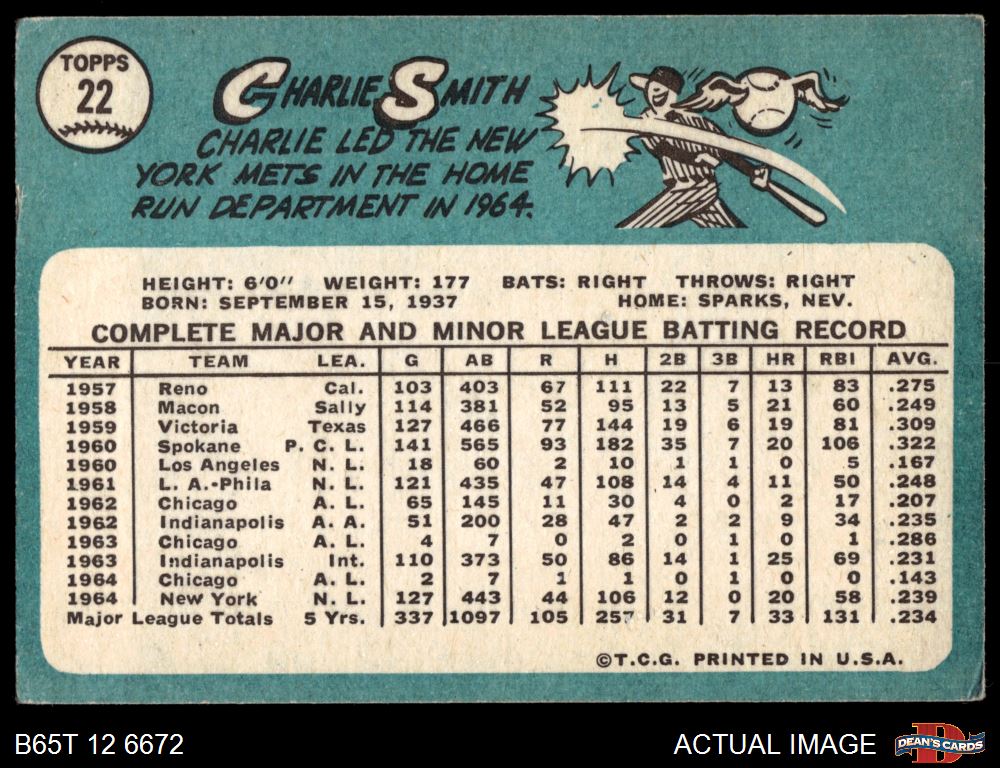 TOPPS
22
CHARLIE SMITH
CHARLIE LED THE NEW
YORK METS IN THE HOME
RUN DEPARTMENT IN 1964.
HEIGHT: 6'0" WEIGHT: 177 BATS: RIGHT THROWS: RIGHT
BORN: SEPTEMBER 15, 1937 HOME: SPARKS, NEV.
COMPLETE MAJOR AND MINOR LEAGUE BATTING RECORD
YEAR TEAM LEA. G AB R H 2B 3B HR RBI AVG.
1957 Reno Cal. 103 403 67 111 22 7 13 83 .275
1958 Macon Sally 114 381 52 95 13 5 21 60 .249
1959 Victoria Texas 127 466 77 144 19 6 19 81 .309
1960 Spokane P. C. L. 141 565 93 182 35 7 20 106 .322
1960 Los Angeles N. L. 18 60 2 10 1 1 0 5 .167
1961 L. A.-Phila N. L. 121 435 47 108 14 4 11 50 .248
1962 Chicago A. L. 65 145 11 30 4 0 2 17 .207
1962 Indianapolis A. A. 51 200 28 47 2 2 9 34 .235
1963 Chicago A. L. 4 7 0 2 0 1 0 1 .286
1963 Indianapolis Int. 110 373 50 86 14 1 25 69 .231
1964 Chicago A. L. 2 7 1 1 0 1 0 0 .143
1964 New York N. L. 127 443 44 106 12 0 20 58 .239
Major League Totals 5 Yrs. 337 1097 105 257 31 7 33 131 .234
©T.C.G. PRINTED IN U.S.A.
B65T 12 6672
ACTUAL IMAGE
DEAN'S CARDS